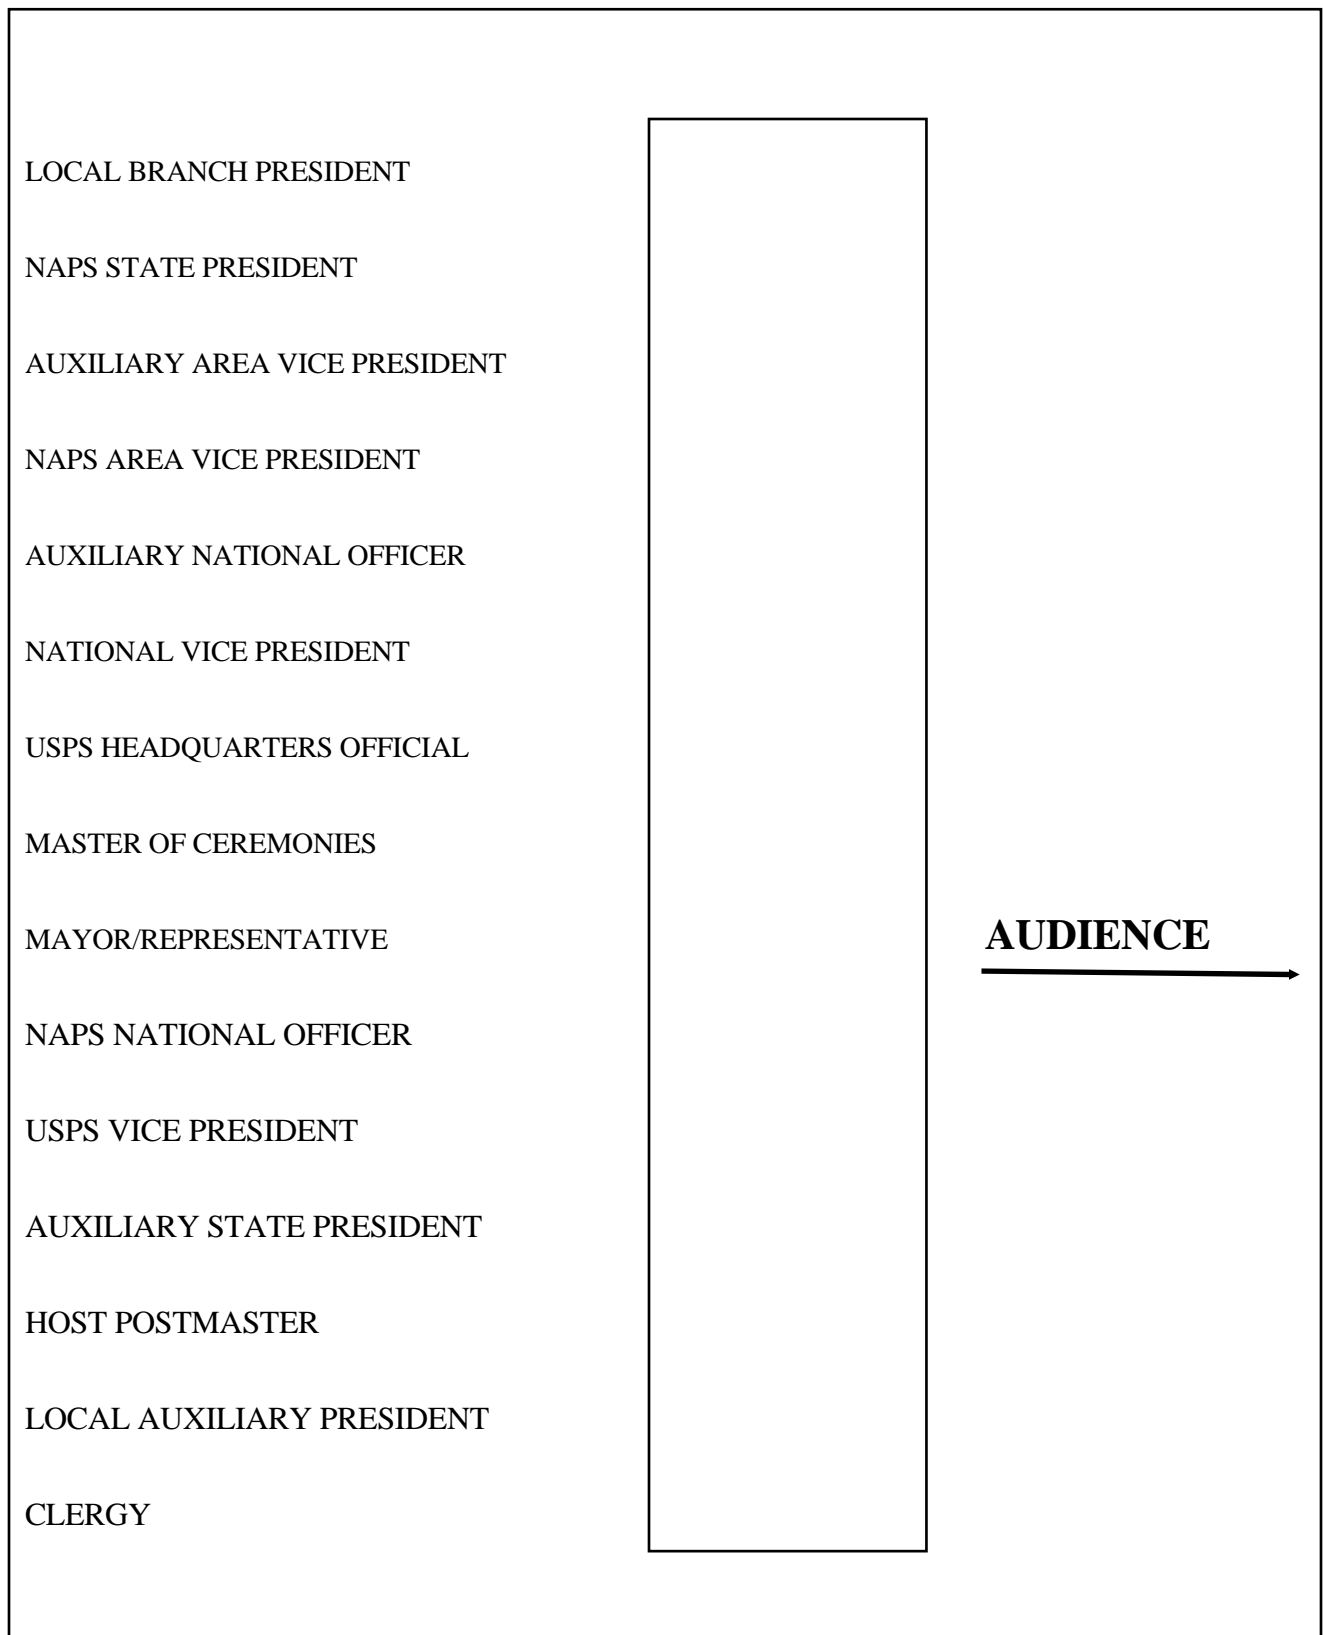 LOCAL BRANCH PRESIDENT
NAPS STATE PRESIDENT
AUXILIARY AREA VICE PRESIDENT
NAPS AREA VICE PRESIDENT
AUXILIARY NATIONAL OFFICER
NATIONAL VICE PRESIDENT
USPS HEADQUARTERS OFFICIAL
MASTER OF CEREMONIES
MAYOR/REPRESENTATIVE
AUDIENCE
NAPS NATIONAL OFFICER
USPS VICE PRESIDENT
AUXILIARY STATE PRESIDENT
HOST POSTMASTER
LOCAL AUXILIARY PRESIDENT
CLERGY